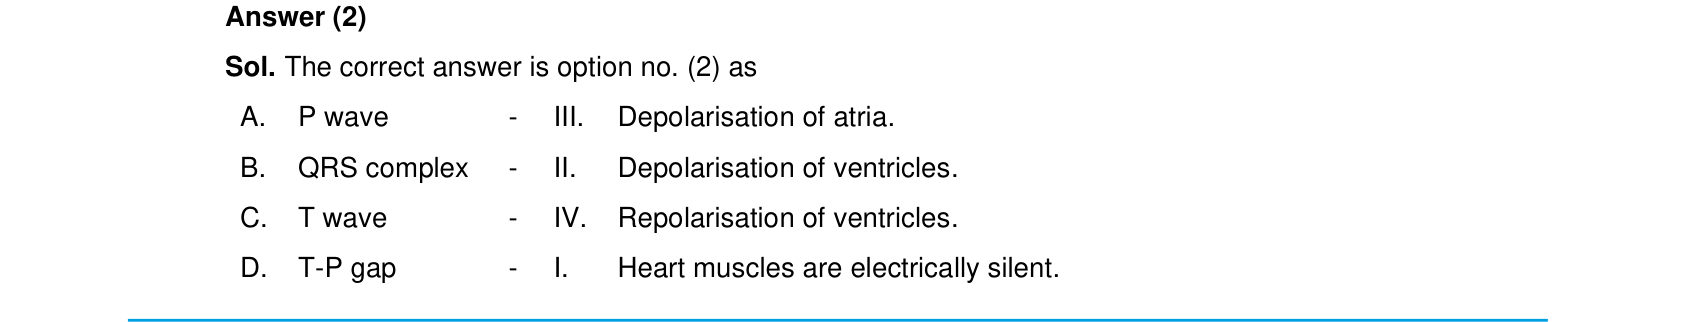 Answer (2)
Sol. The correct answer is option no. (2) as
A. P wave - III. Depolarisation of atria.
B. QRS complex - II. Depolarisation of ventricles.
C. T wave - IV. Repolarisation of ventricles.
D. T-P gap - I. Heart muscles are electrically silent.